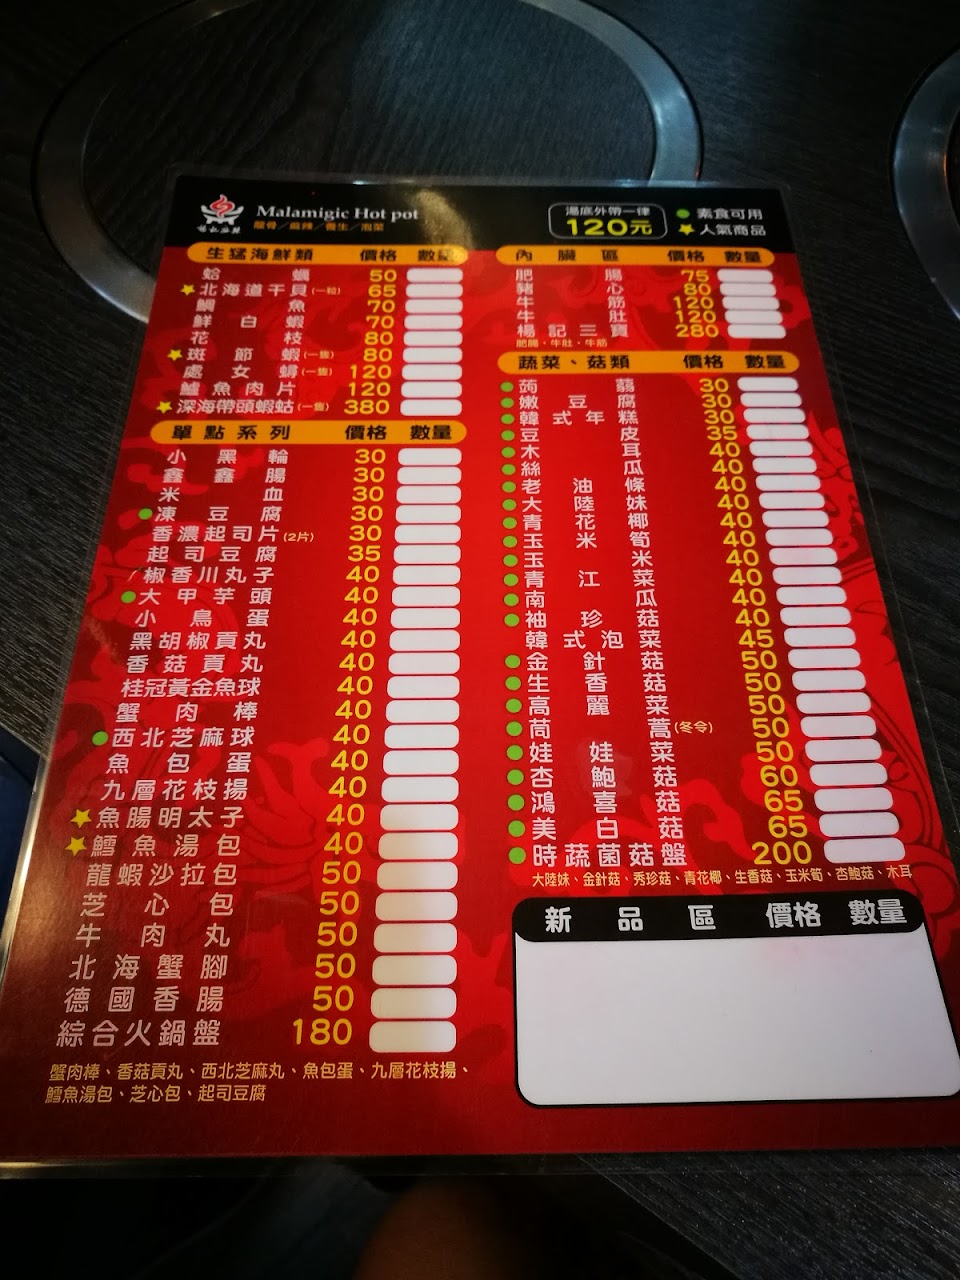 Malamigic Hot pot
龍骨／麻辣／養生／泡菜
湯底外帶一律
120元
素食可用
人氣商品
生猛海鮮類 價格 數量
蛤蠣 50
北海道干貝(一粒) 65
鯛魚 70
鮮白蝦 70
花枝 80
斑節蝦(一隻) 80
處女蟳(一隻) 120
鱸魚肉片 120
深海帶頭蝦蛄(一隻) 380
單點系列 價格 數量
小黑輪 30
鑫鑫腸 30
米血 30
凍豆腐 30
香濃起司片(2片) 30
起司豆腐 35
椒香川丸子 40
大甲芋頭 40
小鳥蛋 40
黑胡椒貢丸 40
香菇貢丸 40
桂冠黃金魚球 40
蟹肉棒 40
西北芝麻球 40
魚包蛋 40
九層花枝揚 40
魚腸明太子 40
鱈魚湯包 40
龍蝦沙拉包 50
芝心包 50
牛肉丸 50
北海蟹腳 50
德國香腸 50
綜合火鍋盤 180
蟹肉棒、香菇貢丸、西北芝麻丸、魚包蛋、九層花枝揚、
鱈魚湯包、芝心包、起司豆腐
內臟區 價格 數量
肥腸 75
豬心 80
牛筋 120
牛肚 120
楊記三寶 280
肥腸、牛肚、牛筋
蔬菜、菇類 價格 數量
蒟蒻 30
嫩豆腐 30
韓式年糕 30
豆皮 35
木耳 40
絲瓜 40
老油條 40
大陸妹 40
青花椰 40
玉米筍 40
玉米 40
青江菜 40
南瓜 40
袖珍菇 40
韓式泡菜 45
金針菇 50
生香菇 50
高麗菜 50
茼蒿(冬令) 50
娃娃菜 50
杏鮑菇 60
鴻喜菇 65
美白菇 65
時蔬菌菇盤 200
大陸妹、金針菇、秀珍菇、青花椰、生香菇、玉米筍、杏鮑菇、木耳
新品區 價格 數量